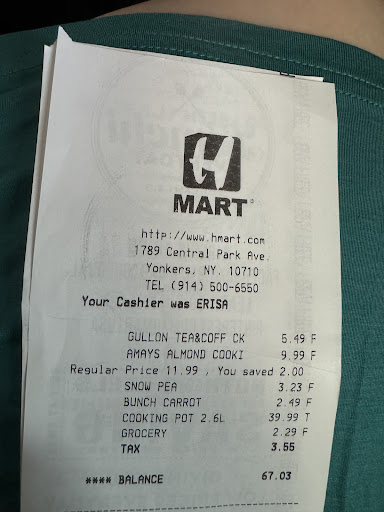 H
MART
http://www.hmart.com
1789 Central Park Ave.
Yonkers, NY. 10710
TEL (914) 500-6550
Your Cashier was ERISA
GULLON TEA&COFF CK 5.49 F
AMAYS ALMOND COOKI 9.99 F
Regular Price 11.99 , You saved 2.00
SNOW PEA 3.23 F
BUNCH CARROT 2.49 F
COOKING POT 2.6L 39.99 T
GROCERY 2.29 F
TAX 3.55
**** BALANCE 67.03